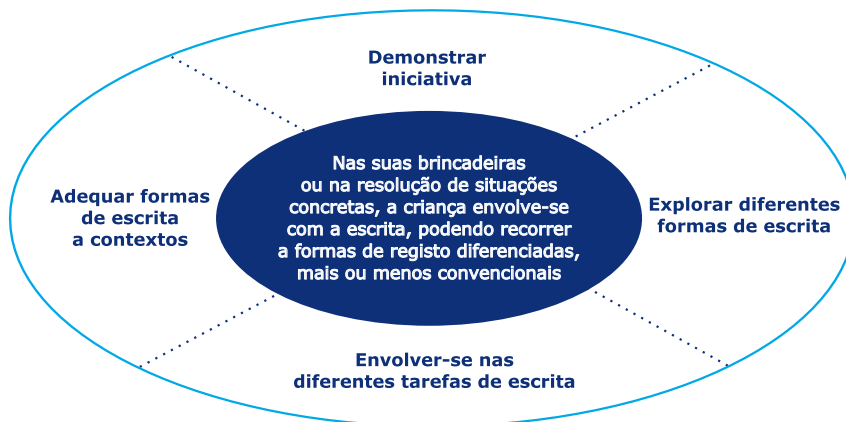 Demonstrar
iniciativa
Adequar formas
de escrita
a contextos
Nas suas brincadeiras
ou na resolução de situações
concretas, a criança envolve-se
com a escrita, podendo recorrer
a formas de registo diferenciadas,
mais ou menos convencionais
Explorar diferentes
formas de escrita
Envolver-se nas
diferentes tarefas de escrita